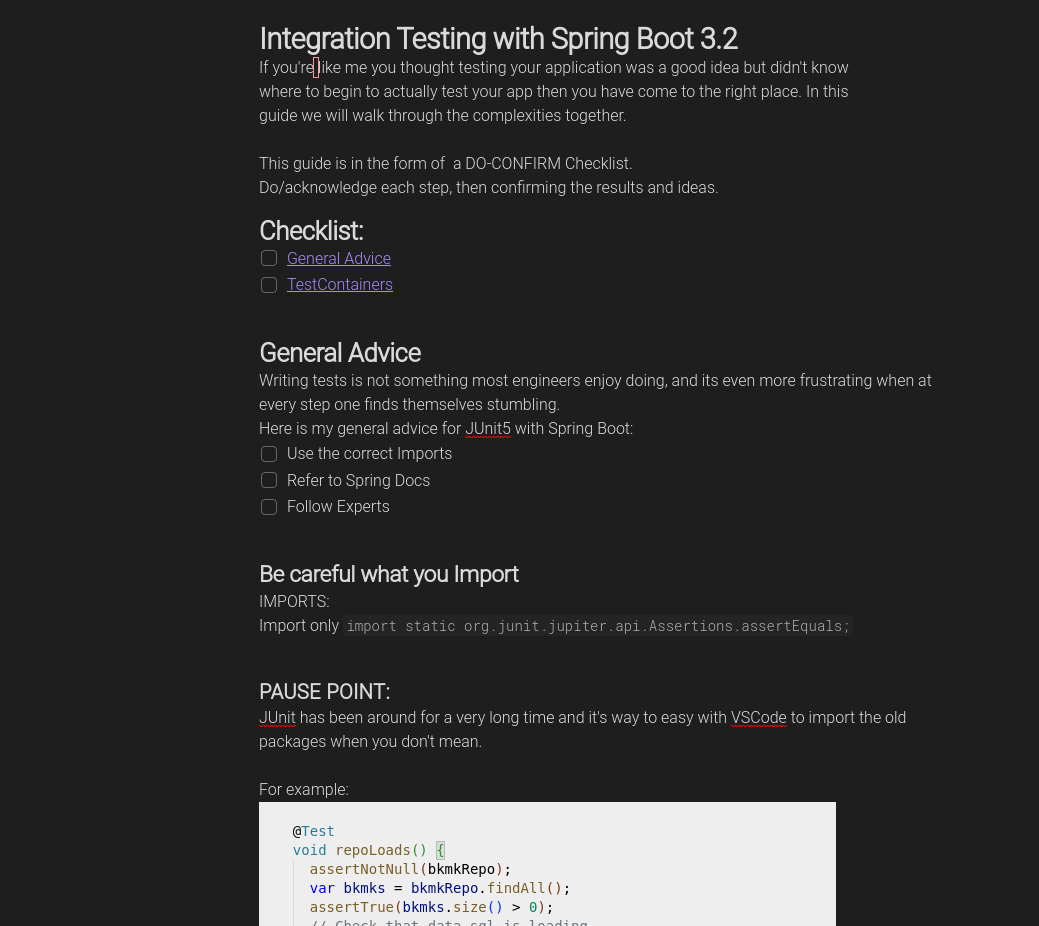 Integration Testing with Spring Boot 3.2
If you're like me you thought testing your application was a good idea but didn't know
where to begin to actually test your app then you have come to the right place. In this
guide we will walk through the complexities together.
This guide is in the form of  a DO-CONFIRM Checklist.
Do/acknowledge each step, then confirming the results and ideas.
Checklist:
General Advice
TestContainers
General Advice
Writing tests is not something most engineers enjoy doing, and its even more frustrating when at
every step one finds themselves stumbling.
Here is my general advice for JUnit5 with Spring Boot:
Use the correct Imports
Refer to Spring Docs
Follow Experts
Be careful what you Import
IMPORTS:
Import only import static org.junit.jupiter.api.Assertions.assertEquals;
PAUSE POINT:
JUnit has been around for a very long time and it's way to easy with VSCode to import the old
packages when you don't mean.
For example:
@Test
void repoLoads() {
assertNotNull(bkmkRepo);
var bkmks = bkmkRepo.findAll();
assertTrue(bkmks.size() > 0);
// Check that data.sql is loading